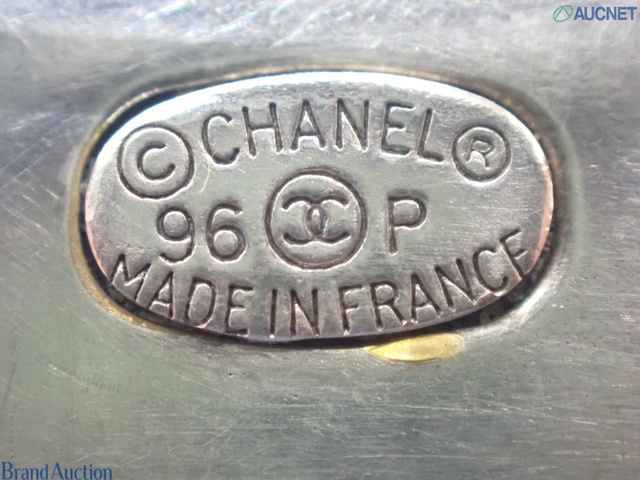 AUCNET
© CHANEL ®
96 P
MADE IN FRANCE
Brand Auction